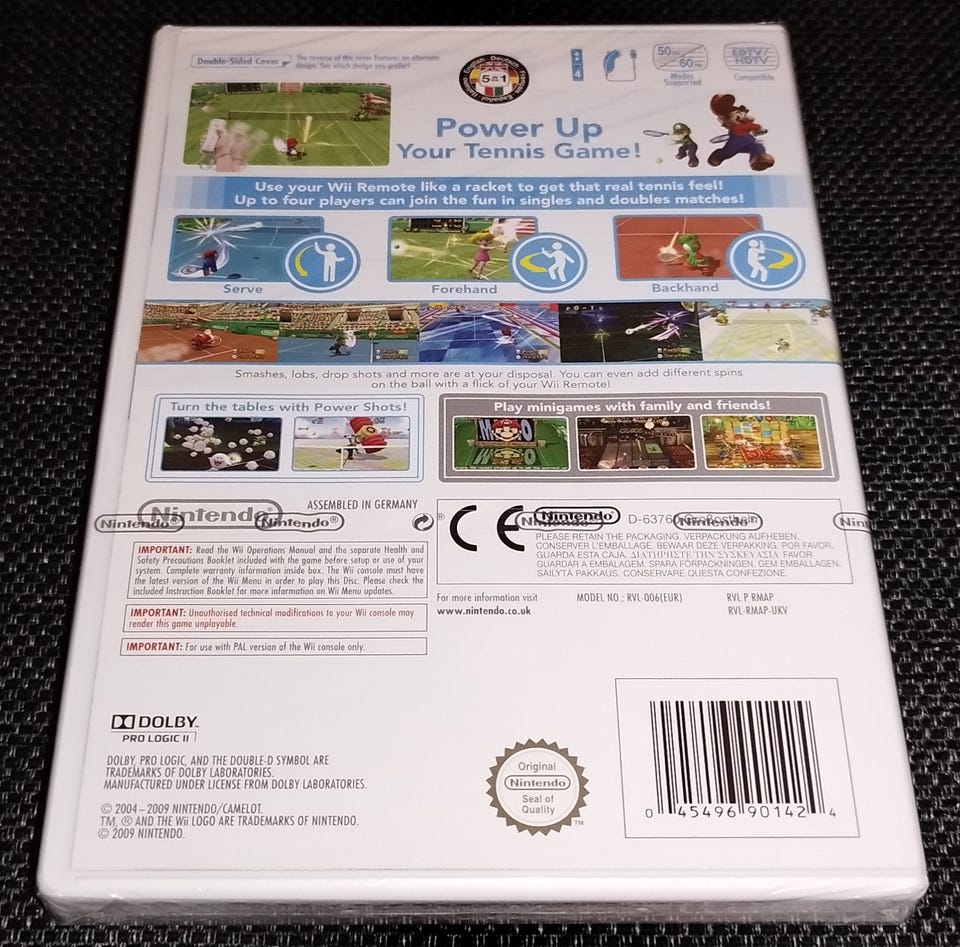 Double-Sided Cover
The reverse of this cover features an alternate
design. See which design you prefer!
English · Deutsch · Français · Español · Italiano
5 in 1
4
50Hz
60Hz
Modes
Supported
EDTV/
HDTV
Compatible
Power Up
Your Tennis Game!
Use your Wii Remote like a racket to get that real tennis feel!
Up to four players can join the fun in singles and doubles matches!
Serve
Forehand
Backhand
Smashes, lobs, drop shots and more are at your disposal. You can even add different spins
on the ball with a flick of your Wii Remote!
Turn the tables with Power Shots!
Play minigames with family and friends!
Nintendo®
ASSEMBLED IN GERMANY
Nintendo®
Nintendo®
CE
Nintendo
Nintendo®
D-63760 Großostheim
Nintendo®
Nin
PLEASE RETAIN THE PACKAGING. VERPACKUNG AUFHEBEN.
CONSERVER L'EMBALLAGE. BEWAAR DEZE VERPAKKING. POR FAVOR,
GUARDA ESTA CAJA. ΔΙΑΤΗΡΗΣΤΕ ΤΗΝ ΣΥΣΚΕΥΑΣΙΑ. FAVOR
GUARDAR A EMBALAGEM. SPARA FÖRPACKNINGEN. GEM EMBALLAGEN.
SÄILYTÄ PAKKAUS. CONSERVARE QUESTA CONFEZIONE.
IMPORTANT: Read the Wii Operations Manual and the separate Health and
Safety Precautions Booklet included with the game before setup or use of your
system. Complete warranty information inside box. The Wii console must have
the latest version of the Wii Menu in order to play this Disc. Please check the
included Instruction Booklet for more information on Wii Menu updates.
IMPORTANT: Unauthorised technical modifications to your Wii console may
render this game unplayable.
IMPORTANT: For use with PAL version of the Wii console only.
For more information visit
www.nintendo.co.uk
MODEL NO.: RVL-006(EUR)
RVL P RMAP
RVL-RMAP-UKV
DOLBY
PRO LOGIC II
DOLBY, PRO LOGIC, AND THE DOUBLE-D SYMBOL ARE
TRADEMARKS OF DOLBY LABORATORIES.
MANUFACTURED UNDER LICENSE FROM DOLBY LABORATORIES.
© 2004–2009 NINTENDO/CAMELOT.
TM, ® AND THE Wii LOGO ARE TRADEMARKS OF NINTENDO.
© 2009 NINTENDO.
Original
Nintendo
Seal of
Quality
TM
0 45496 90142 4